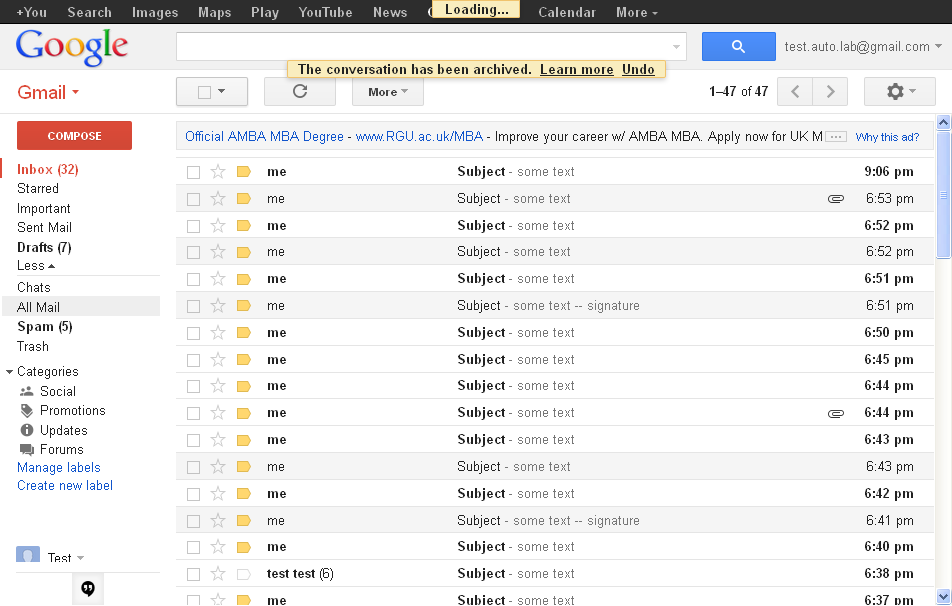 +You Search Images Maps Play YouTube News Loading... Calendar More
Google
test.auto.lab@gmail.com
The conversation has been archived. Learn more Undo
Gmail
More
1–47 of 47
COMPOSE
Official AMBA MBA Degree - www.RGU.ac.uk/MBA - Improve your career w/ AMBA MBA. Apply now for UK M Why this ad?
Inbox (32)
Starred
Important
Sent Mail
Drafts (7)
Less
Chats
All Mail
Spam (5)
Trash
Categories
Social
Promotions
Updates
Forums
Manage labels
Create new label
Test
me Subject - some text 9:06 pm
me Subject - some text 6:53 pm
me Subject - some text 6:52 pm
me Subject - some text 6:52 pm
me Subject - some text 6:51 pm
me Subject - some text -- signature 6:51 pm
me Subject - some text 6:50 pm
me Subject - some text 6:45 pm
me Subject - some text 6:44 pm
me Subject - some text 6:44 pm
me Subject - some text 6:43 pm
me Subject - some text 6:43 pm
me Subject - some text 6:42 pm
me Subject - some text -- signature 6:41 pm
me Subject - some text 6:40 pm
test test (6) Subject - some text 6:38 pm
me Subject - some text 6:37 pm